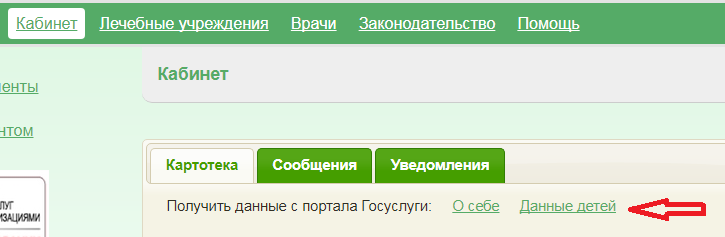 Кабинет Лечебные учреждения Врачи Законодательство Помощь
Кабинет
Картотека Сообщения Уведомления
Получить данные с портала Госуслуги: О себе Данные детей